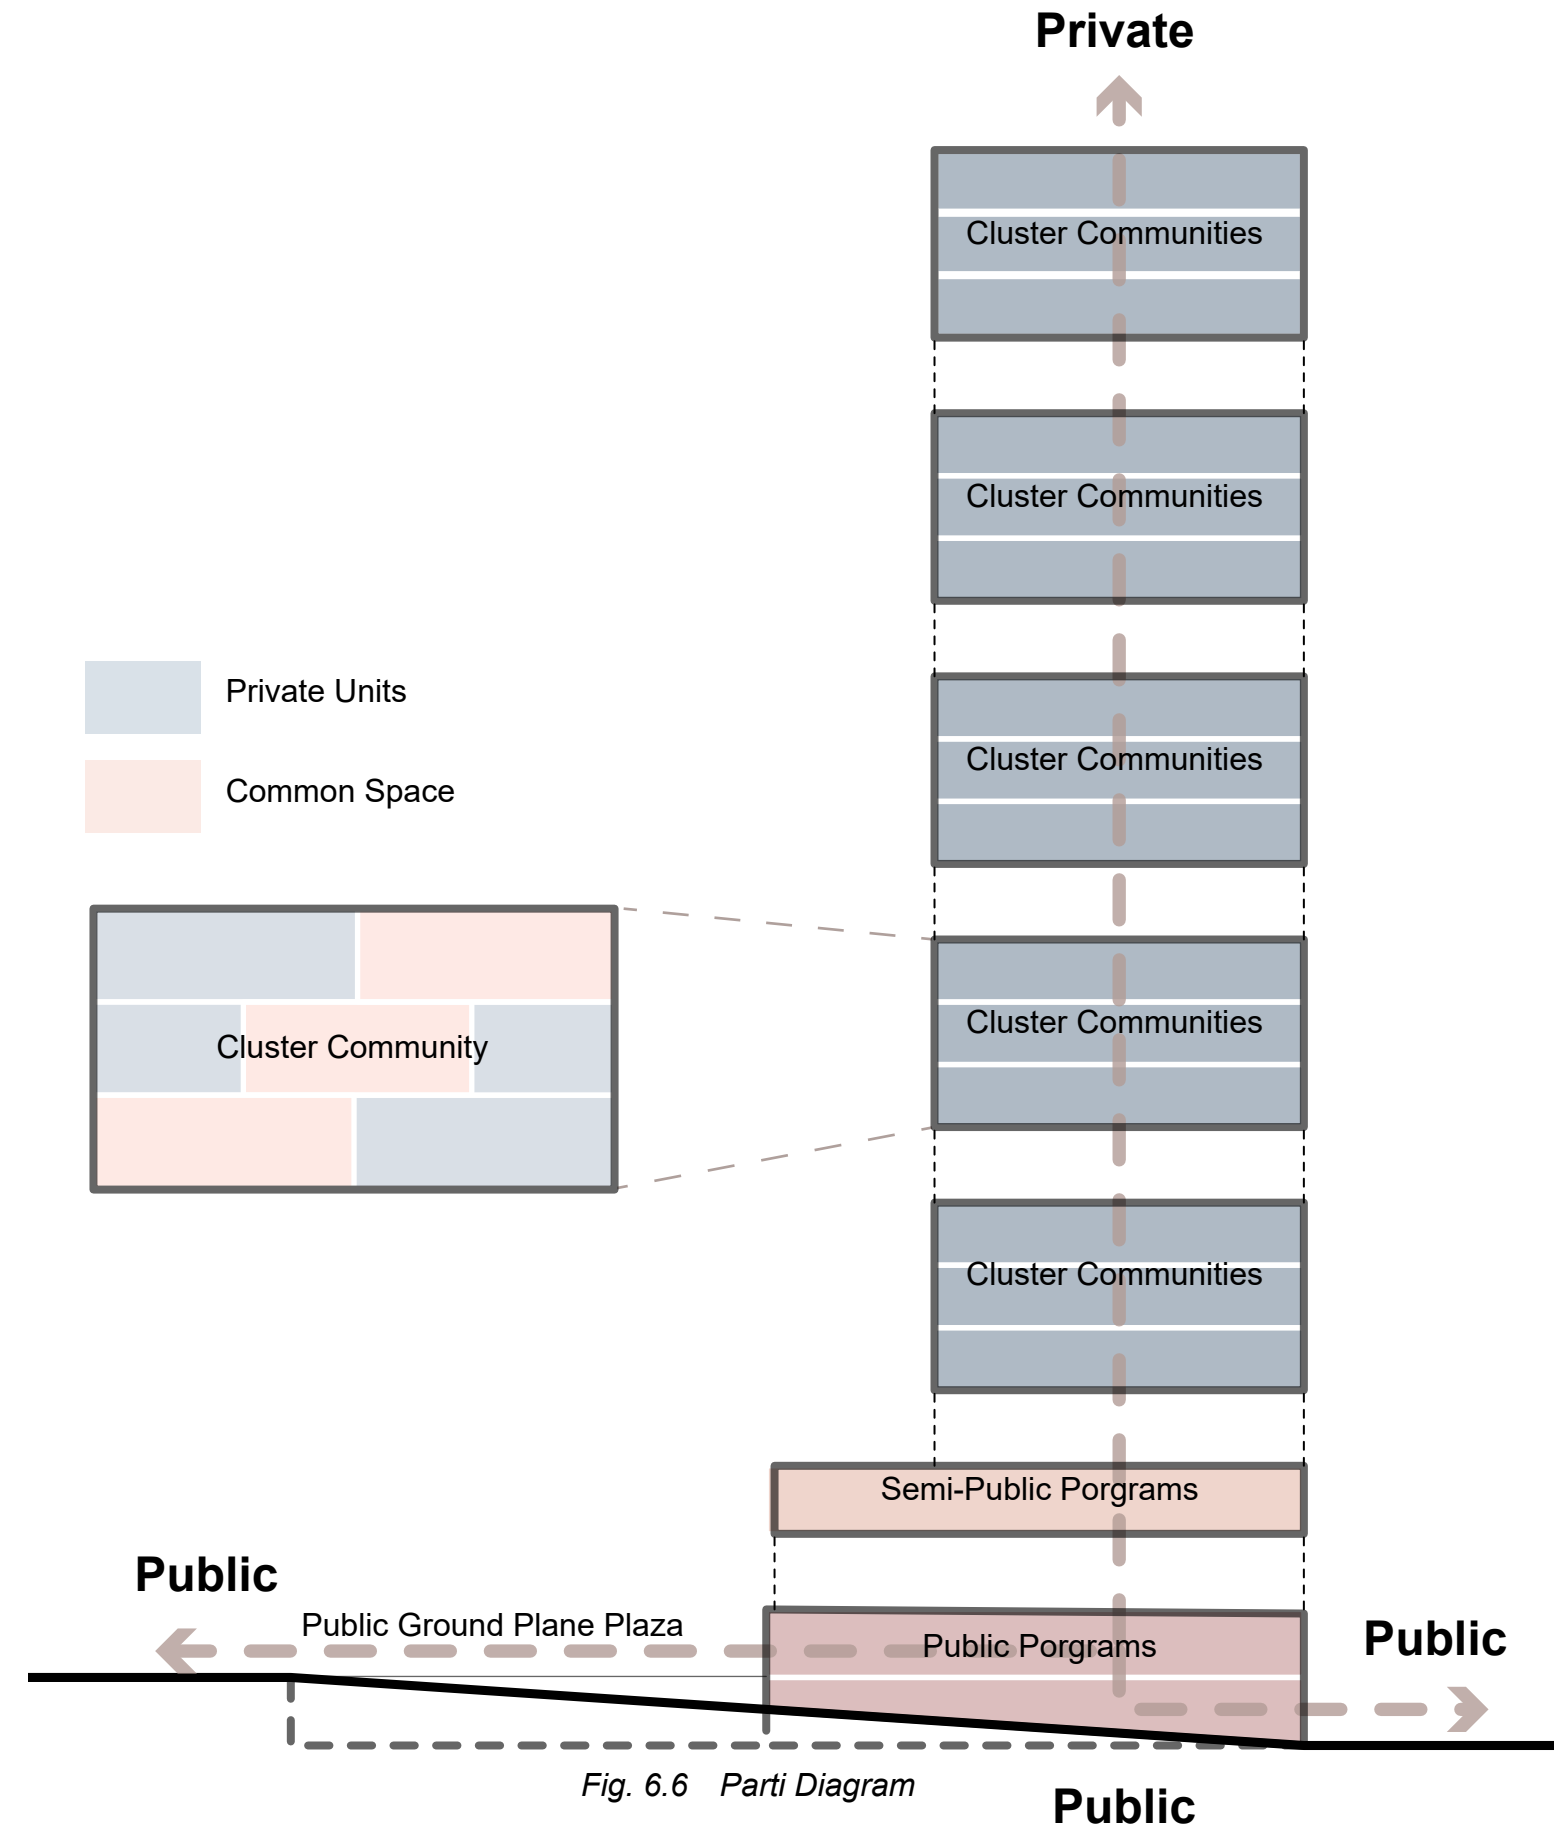 Private
Cluster Communities
Cluster Communities
Private Units
Cluster Communities
Common Space
Cluster Communities
Cluster Community
Cluster Communities
Semi-Public Porgrams
Public
Public Ground Plane Plaza
Public Porgrams
Public
Fig. 6.6 Parti Diagram
Public